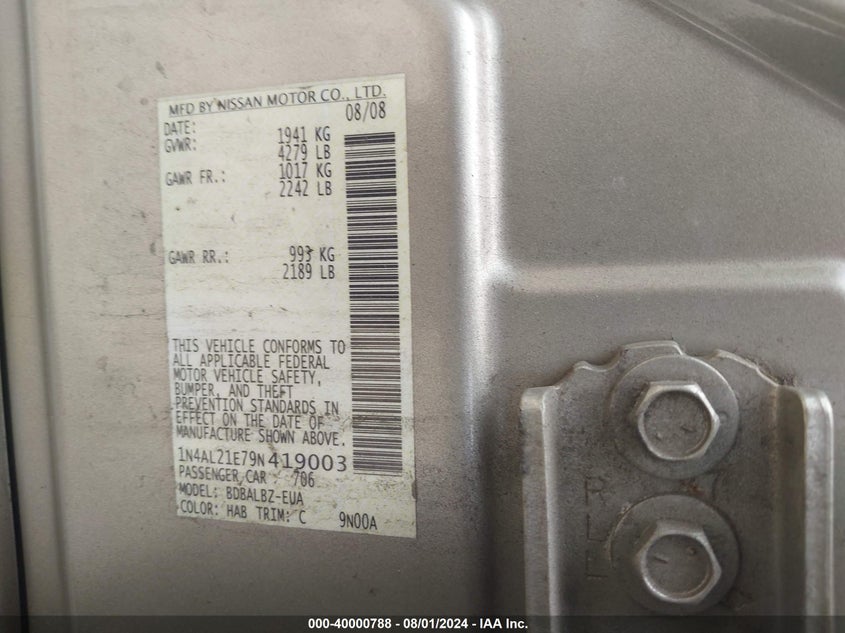 MFD BY NISSAN MOTOR CO., LTD.
DATE: 08/08
GVWR: 1941 KG
4279 LB
GAWR FR.: 1017 KG
2242 LB
GAWR RR.: 993 KG
2189 LB
THIS VEHICLE CONFORMS TO
ALL APPLICABLE FEDERAL
MOTOR VEHICLE SAFETY,
BUMPER, AND THEFT
PREVENTION STANDARDS IN
EFFECT ON THE DATE OF
MANUFACTURE SHOWN ABOVE.
1N4AL21E79N419003
PASSENGER CAR 706
MODEL: BDBALBZ-EUA
COLOR: HAB TRIM: C 9N00A
000-40000788 - 08/01/2024 - IAA Inc.